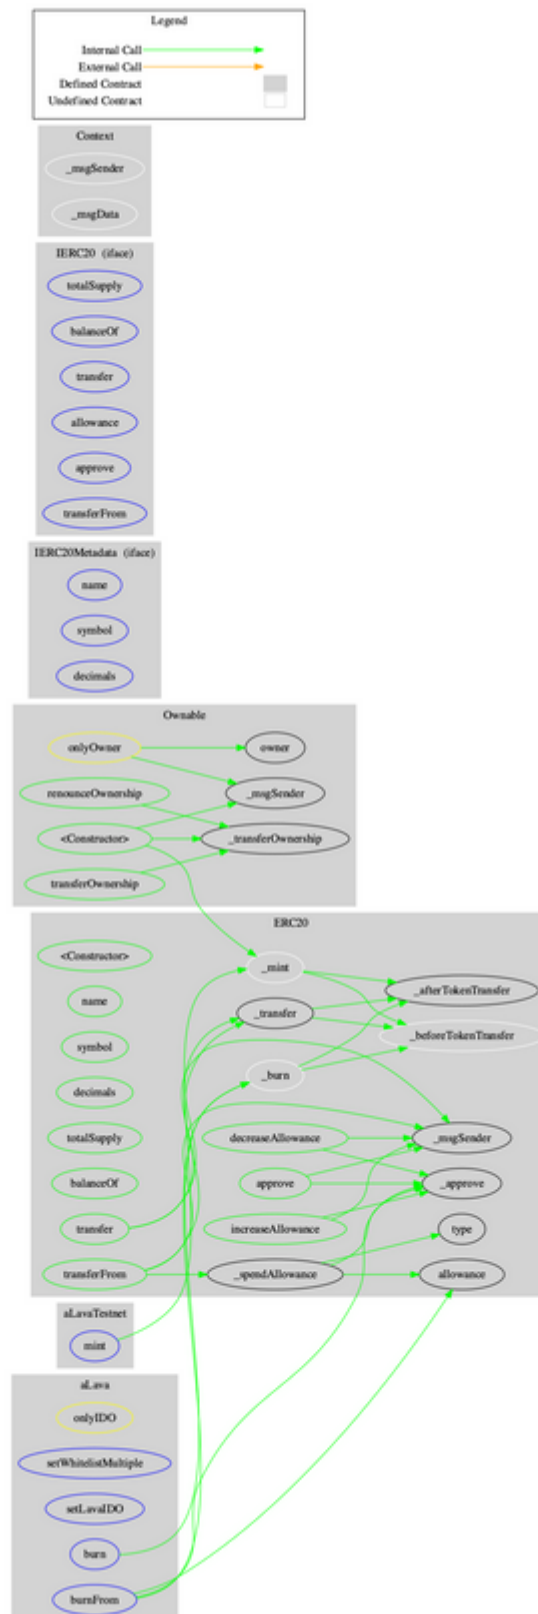 Legend
Internal Call
External Call
Defined Contract
Undefined Contract
Context
_msgSender
_msgData
IERC20 (iface)
totalSupply
balanceOf
transfer
allowance
approve
transferFrom
IERC20Metadata (iface)
name
symbol
decimals
Ownable
onlyOwner
owner
renounceOwnership
_msgSender
<Constructor>
_transferOwnership
transferOwnership
ERC20
<Constructor>
_mint
name
_afterTokenTransfer
symbol
_transfer
_beforeTokenTransfer
decimals
_burn
totalSupply
decreaseAllowance
_msgSender
balanceOf
approve
_approve
transfer
increaseAllowance
type
transferFrom
_spendAllowance
allowance
aLavaTestnet
mint
aLava
onlyIDO
setWhitelistMultiple
setLavaIDO
burn
burnFrom